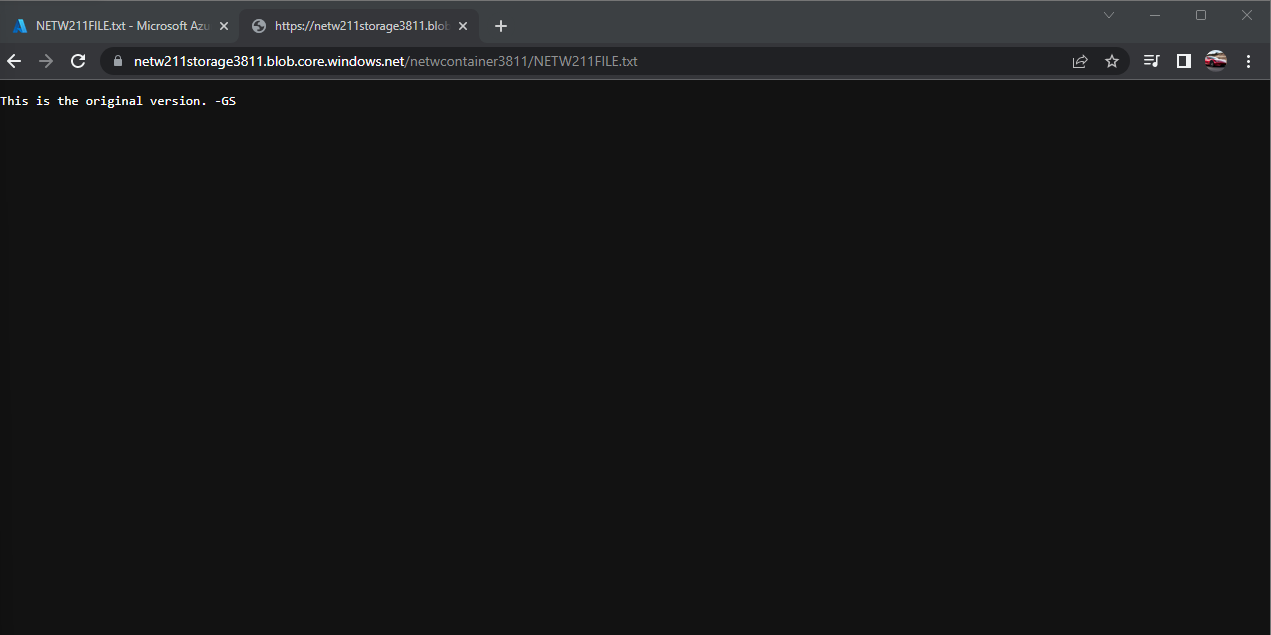 NETW211FILE.txt - Microsoft Azu
https://netw211storage3811.blob
netw211storage3811.blob.core.windows.net/netwcontainer3811/NETW211FILE.txt
This is the original version. -GS